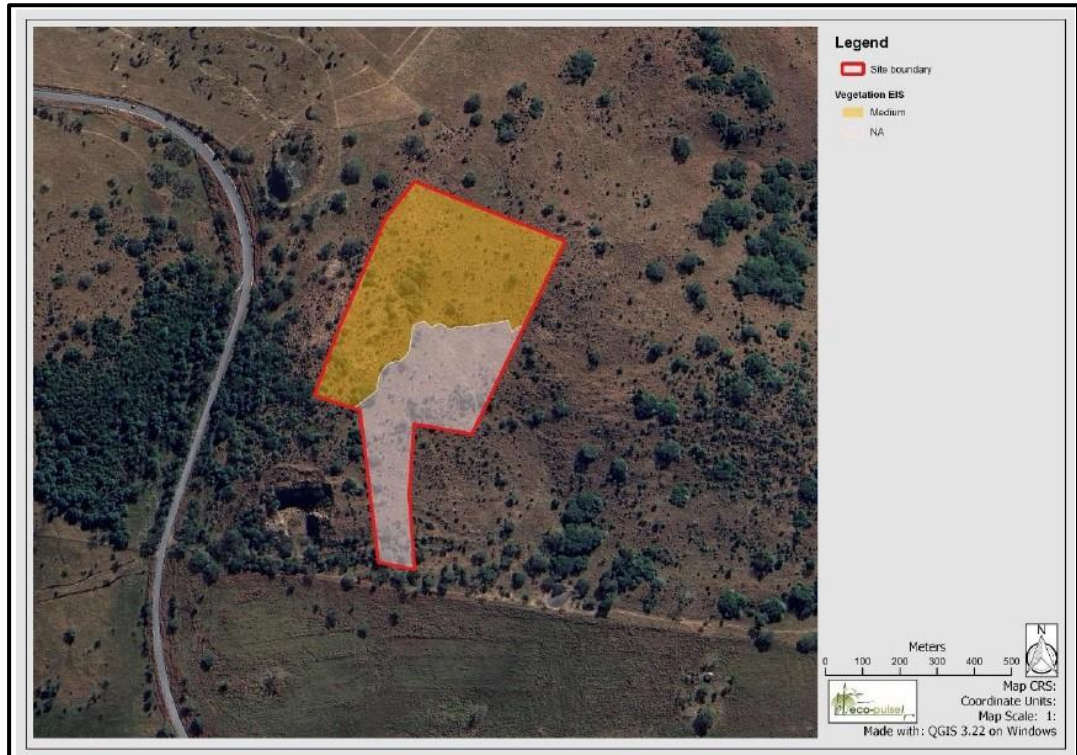 Legend
Site boundary
Vegetation EIS
Medium
NA
Meters
0 100 200 300 400 500
N
eco-pulse
Map CRS:
Coordinate Units:
Map Scale: 1:
Made with: QGIS 3.22 on Windows